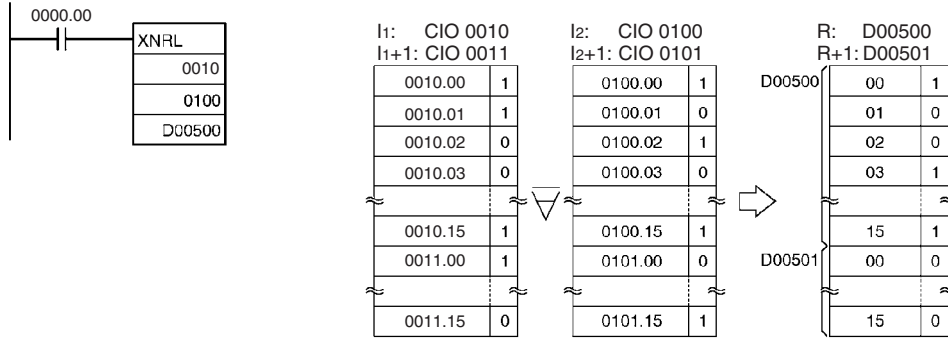 0000.00
XNRL
0010
0100
D00500
I1: CIO 0010
I1+1: CIO 0011
0010.00 1
0010.01 1
0010.02 0
0010.03 0
0010.15 1
0011.00 1
0011.15 0
I2: CIO 0100
I2+1: CIO 0101
0100.00 1
0100.01 0
0100.02 1
0100.03 0
0100.15 1
0101.00 0
0101.15 1
R: D00500
R+1: D00501
D00500
00 1
01 0
02 0
03 1
15 1
D00501
00 0
15 0